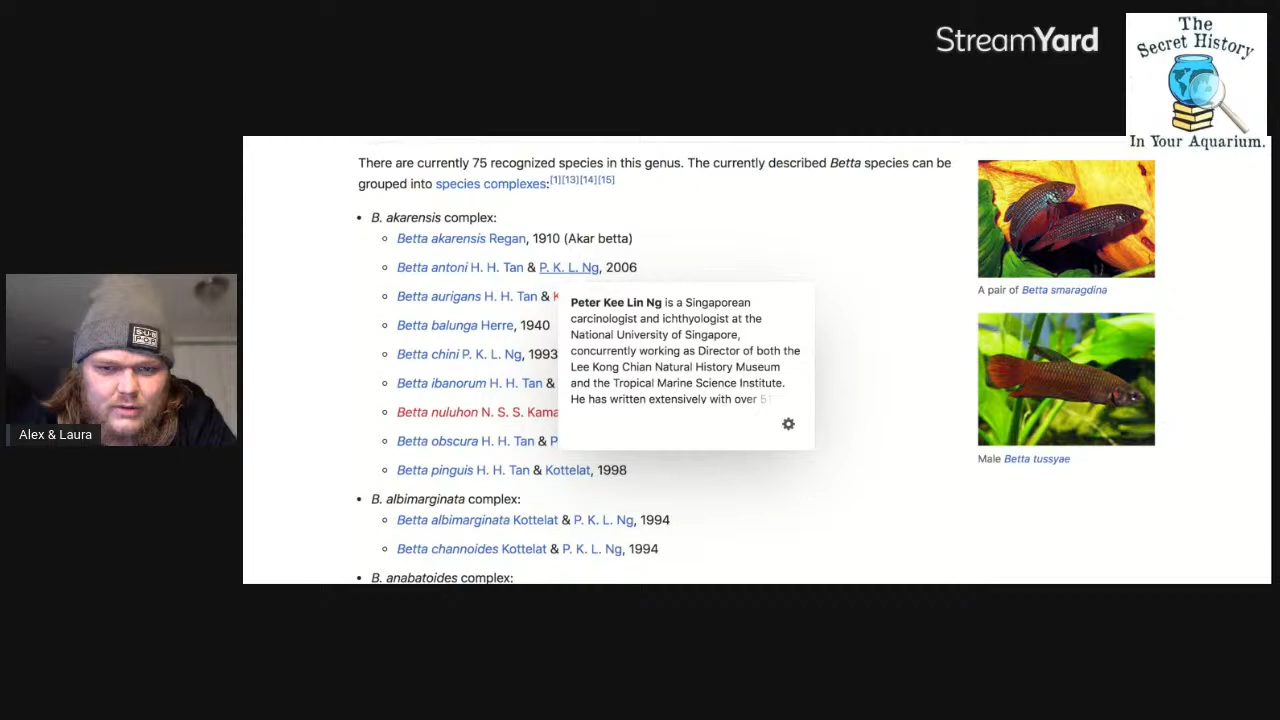 StreamYard
The
Secret History
In Your Aquarium.
There are currently 75 recognized species in this genus. The currently described Betta species can be
grouped into species complexes:[1][13][14][15]
• B. akarensis complex:
Betta akarensis Regan, 1910 (Akar betta)
Betta antoni H. H. Tan & P. K. L. Ng, 2006
Betta aurigans H. H. Tan & K
Betta balunga Herre, 1940
Betta chini P. K. L. Ng, 1993
Betta ibanorum H. H. Tan &
Betta nuluhon N. S. S. Kama
Betta obscura H. H. Tan & P
Betta pinguis H. H. Tan & Kottelat, 1998
• B. albimarginata complex:
Betta albimarginata Kottelat & P. K. L. Ng, 1994
Betta channoides Kottelat & P. K. L. Ng, 1994
• B. anabatoides complex:
Peter Kee Lin Ng is a Singaporean
carcinologist and ichthyologist at the
National University of Singapore,
concurrently working as Director of both the
Lee Kong Chian Natural History Museum
and the Tropical Marine Science Institute.
He has written extensively with over 5
A pair of Betta smaragdina
Male Betta tussyae
SUB
POP
Alex & Laura